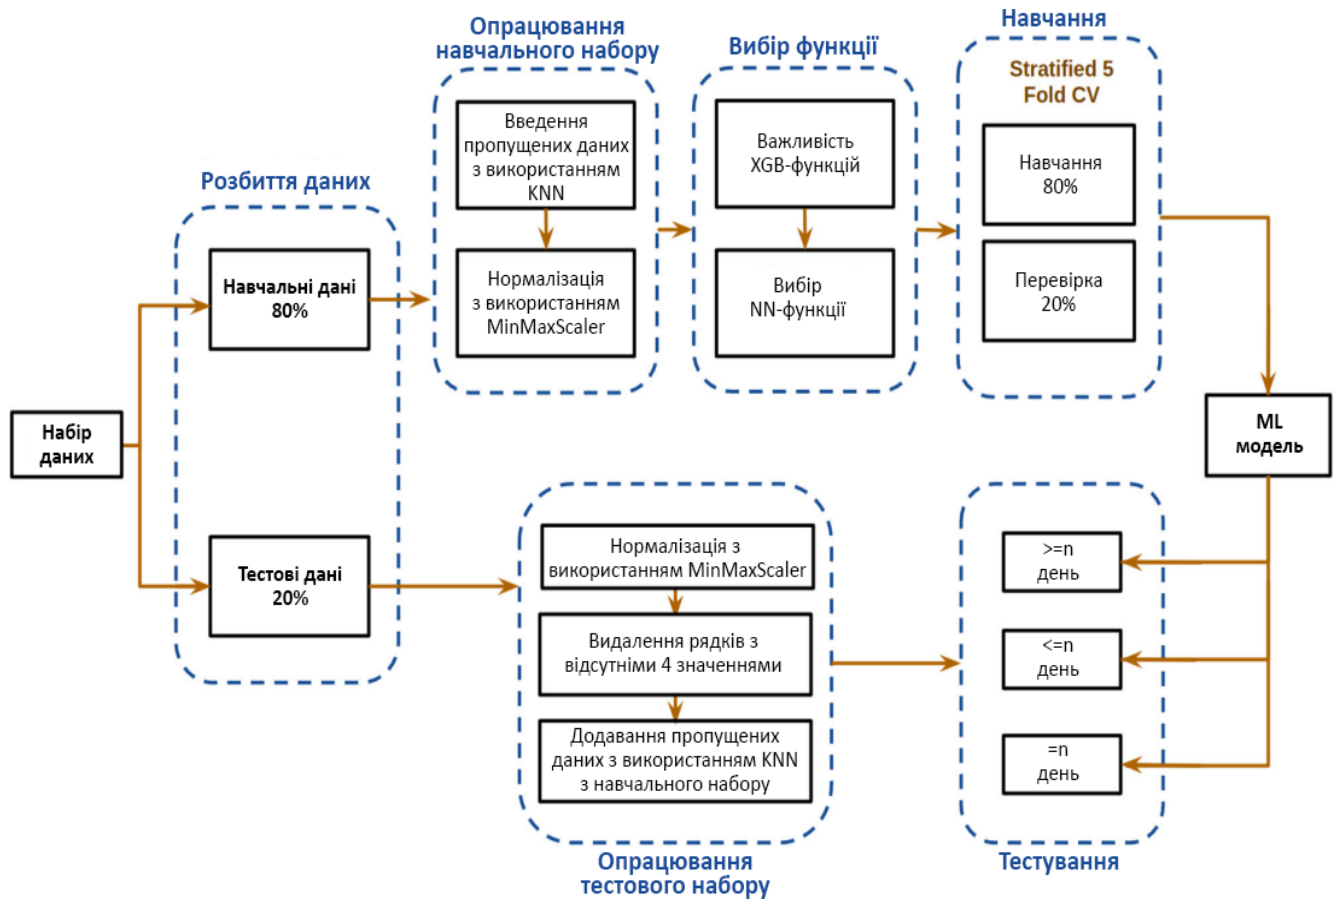 Опрацювання
навчального набору
Вибір функції
Навчання
Stratified 5
Fold CV
Введення
пропущених даних
з використанням
KNN
Важливість
XGB-функцій
Навчання
80%
Розбиття даних
Навчальні дані
80%
Нормалізація
з використанням
MinMaxScaler
Вибір
NN-функції
Перевірка
20%
Набір
даних
ML
модель
Тестові дані
20%
Нормалізація з
використанням MinMaxScaler
Видалення рядків з
відсутніми 4 значеннями
Додавання пропущених
даних з використанням KNN
з навчального набору
>=n
день
<=n
день
=n
день
Опрацювання
тестового набору
Тестування